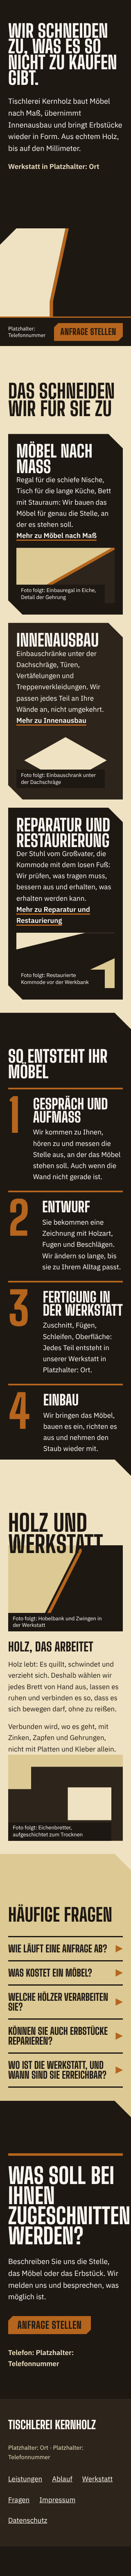 WIR SCHNEIDEN
ZU, WAS ES SO
NICHT ZU KAUFEN
GIBT.
Tischlerei Kernholz baut Möbel
nach Maß, übernimmt
Innenausbau und bringt Erbstücke
wieder in Form. Aus echtem Holz,
bis auf den Millimeter.
Werkstatt in Platzhalter: Ort
Platzhalter:
Telefonnummer
ANFRAGE STELLEN
DAS SCHNEIDEN
WIR FÜR SIE ZU
MÖBEL NACH
MASS
Regal für die schiefe Nische,
Tisch für die lange Küche, Bett
mit Stauraum: Wir bauen das
Möbel für genau die Stelle, an
der es stehen soll.
Mehr zu Möbel nach Maß
Foto folgt: Einbauregal in Eiche,
Detail der Gehrung
INNENAUSBAU
Einbauschränke unter der
Dachschräge, Türen,
Vertäfelungen und
Treppenverkleidungen. Wir
passen jedes Teil an Ihre
Wände an, nicht umgekehrt.
Mehr zu Innenausbau
Foto folgt: Einbauschrank unter
der Dachschräge
REPARATUR UND
RESTAURIERUNG
Der Stuhl vom Großvater, die
Kommode mit dem losen Fuß:
Wir prüfen, was tragen muss,
bessern aus und erhalten, was
erhalten werden kann.
Mehr zu Reparatur und
Restaurierung
Foto folgt: Restaurierte
Kommode vor der Werkbank
SO ENTSTEHT IHR
MÖBEL
1
GESPRÄCH UND
AUFMASS
Wir kommen zu Ihnen,
hören zu und messen die
Stelle aus, an der das Möbel
stehen soll. Auch wenn die
Wand nicht gerade ist.
2
ENTWURF
Sie bekommen eine
Zeichnung mit Holzart,
Fugen und Beschlägen.
Wir ändern so lange, bis
sie zu Ihrem Alltag passt.
3
FERTIGUNG IN
DER WERKSTATT
Zuschnitt, Fügen,
Schleifen, Oberfläche:
Jedes Teil entsteht in
unserer Werkstatt in
Platzhalter: Ort.
4
EINBAU
Wir bringen das Möbel,
bauen es ein, richten es
aus und nehmen den
Staub wieder mit.
HOLZ UND
WERKSTATT
Foto folgt: Hobelbank und Zwingen in
der Werkstatt
HOLZ, DAS ARBEITET
Holz lebt: Es quillt, schwindet und
verzieht sich. Deshalb wählen wir
jedes Brett von Hand aus, lassen es
ruhen und verbinden es so, dass es
sich bewegen darf, ohne zu reißen.
Verbunden wird, wo es geht, mit
Zinken, Zapfen und Gehrungen,
nicht mit Platten und Kleber allein.
Foto folgt: Eichenbretter,
aufgeschichtet zum Trocknen
HÄUFIGE FRAGEN
WIE LÄUFT EINE ANFRAGE AB?
WAS KOSTET EIN MÖBEL?
WELCHE HÖLZER VERARBEITEN
SIE?
KÖNNEN SIE AUCH ERBSTÜCKE
REPARIEREN?
WO IST DIE WERKSTATT, UND
WANN SIND SIE ERREICHBAR?
WAS SOLL BEI
IHNEN
ZUGESCHNITTEN
WERDEN?
Beschreiben Sie uns die Stelle,
das Möbel oder das Erbstück. Wir
melden uns und besprechen, was
möglich ist.
ANFRAGE STELLEN
Telefon: Platzhalter:
Telefonnummer
TISCHLEREI KERNHOLZ
Platzhalter: Ort · Platzhalter:
Telefonnummer
Leistungen Ablauf Werkstatt
Fragen Impressum
Datenschutz